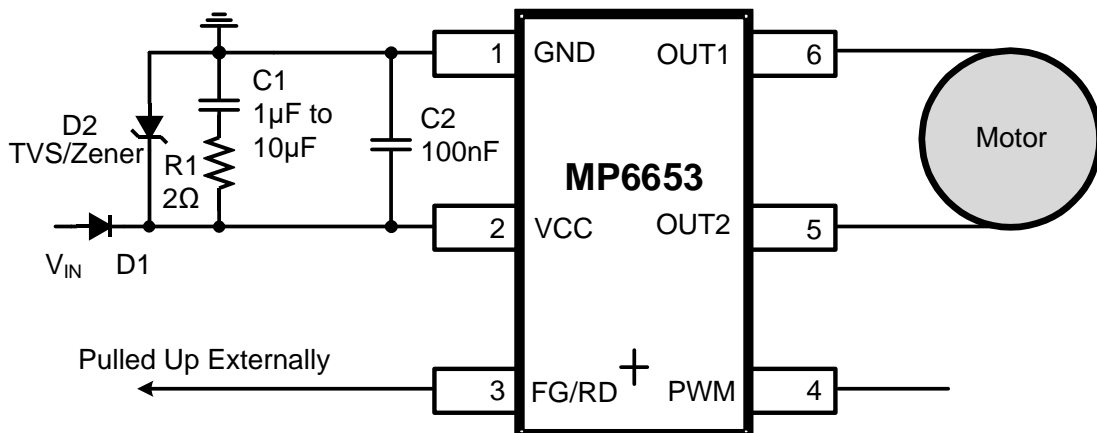 1
GND
OUT1
6
C1
1µF to
10µF
C2
100nF
D2
TVS/Zener
R1
2Ω
MP6653
Motor
2
VCC
OUT2
5
VIN
D1
Pulled Up Externally
3
FG/RD
PWM
4